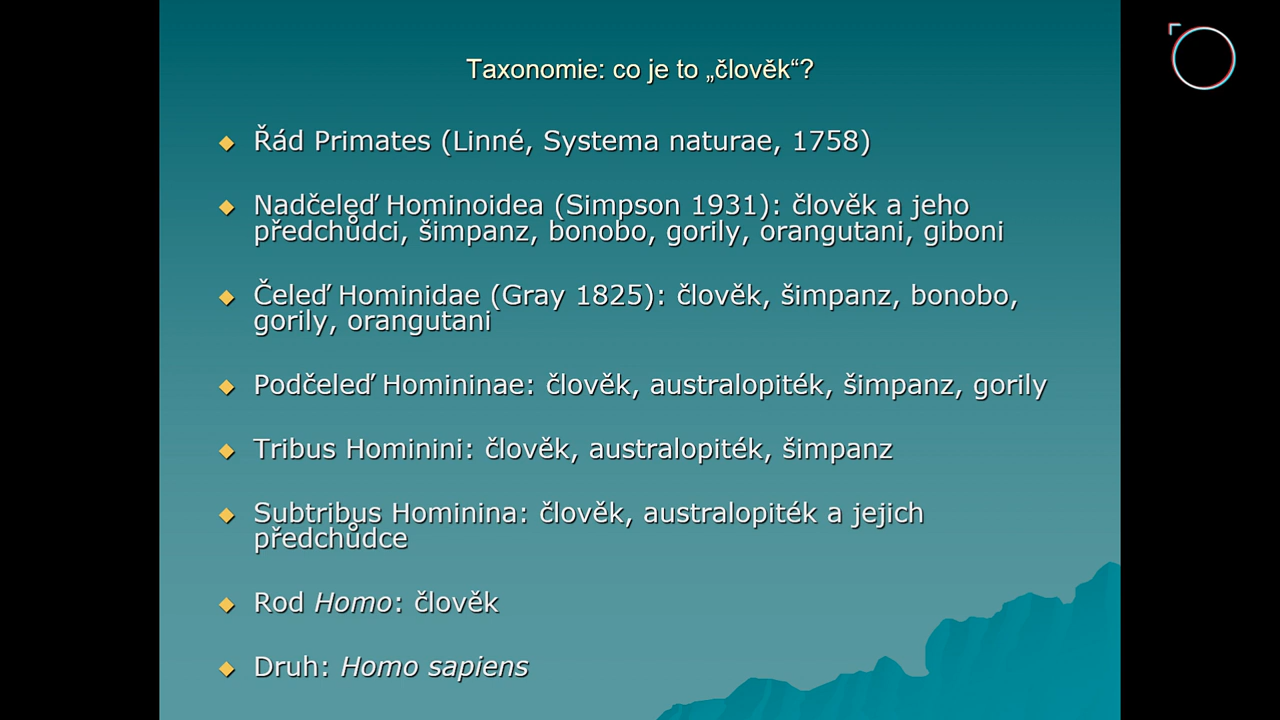 Taxonomie: co je to „člověk“?
Řád Primates (Linné, Systema naturae, 1758)
Nadčeleď Hominoidea (Simpson 1931): člověk a jeho
předchůdci, šimpanz, bonobo, gorily, orangutani, giboni
Čeleď Hominidae (Gray 1825): člověk, šimpanz, bonobo,
gorily, orangutani
Podčeleď Homininae: člověk, australopiték, šimpanz, gorily
Tribus Hominini: člověk, australopiték, šimpanz
Subtribus Hominina: člověk, australopiték a jejich
předchůdce
Rod Homo: člověk
Druh: Homo sapiens